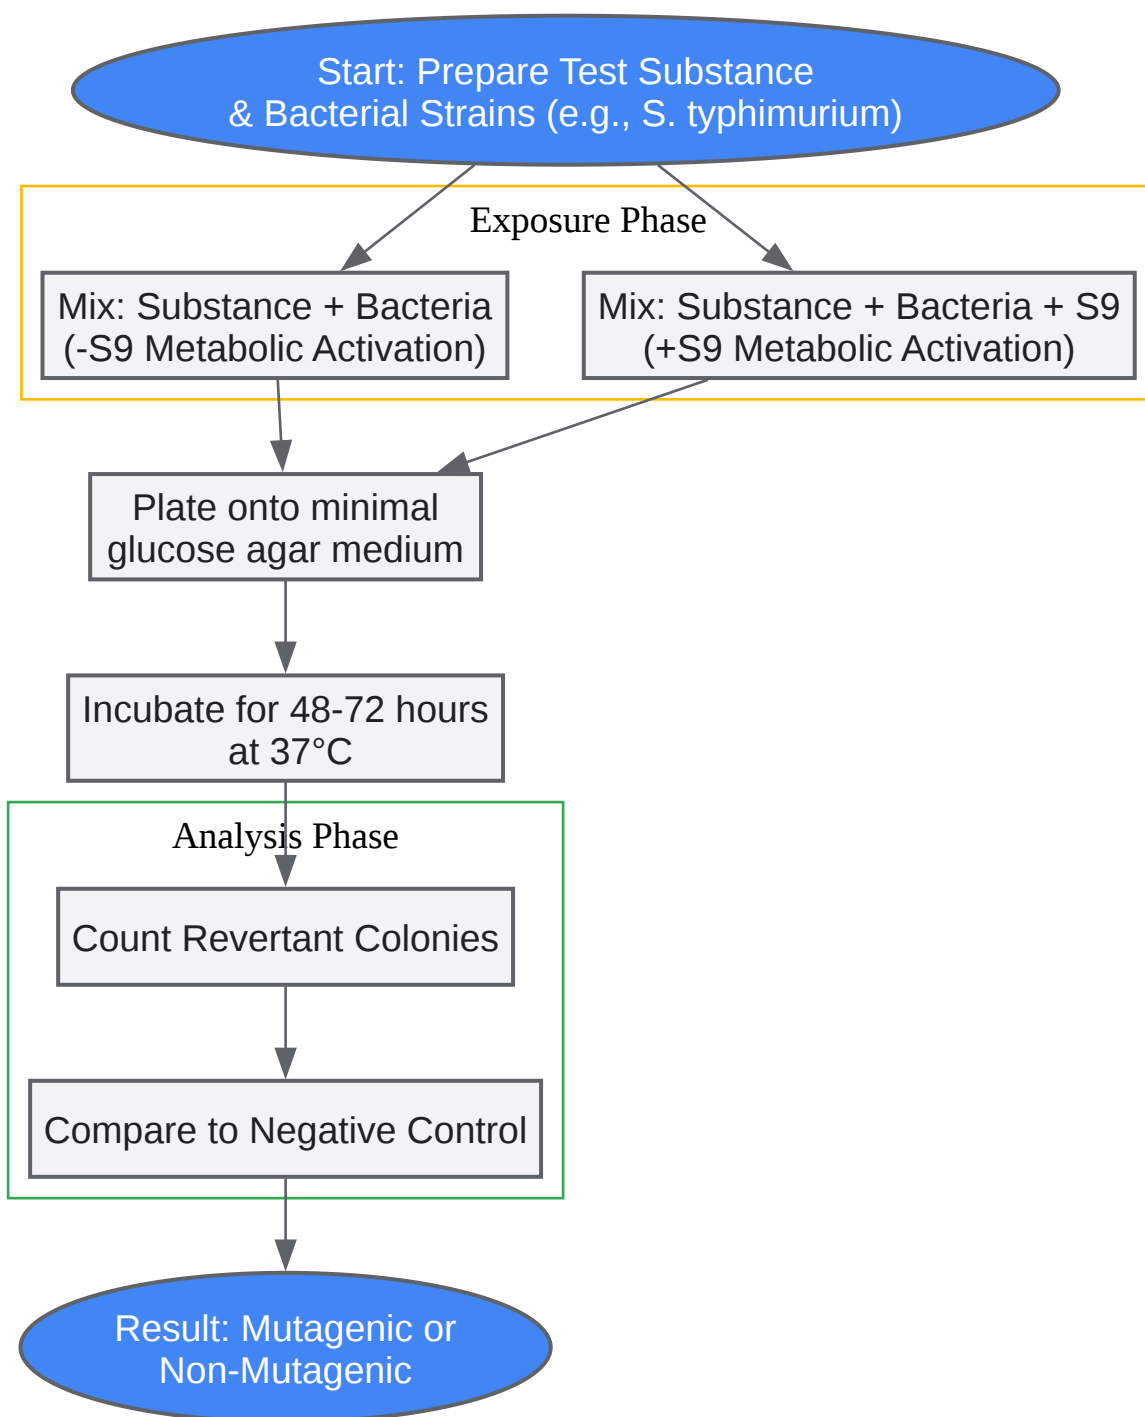 Start: Prepare Test Substance
& Bacterial Strains (e.g., S. typhimurium)
Exposure Phase
Mix: Substance + Bacteria
(-S9 Metabolic Activation)
Mix: Substance + Bacteria + S9
(+S9 Metabolic Activation)
Plate onto minimal
glucose agar medium
Incubate for 48-72 hours
at 37°C
Analysis Phase
Count Revertant Colonies
Compare to Negative Control
Result: Mutagenic or
Non-Mutagenic